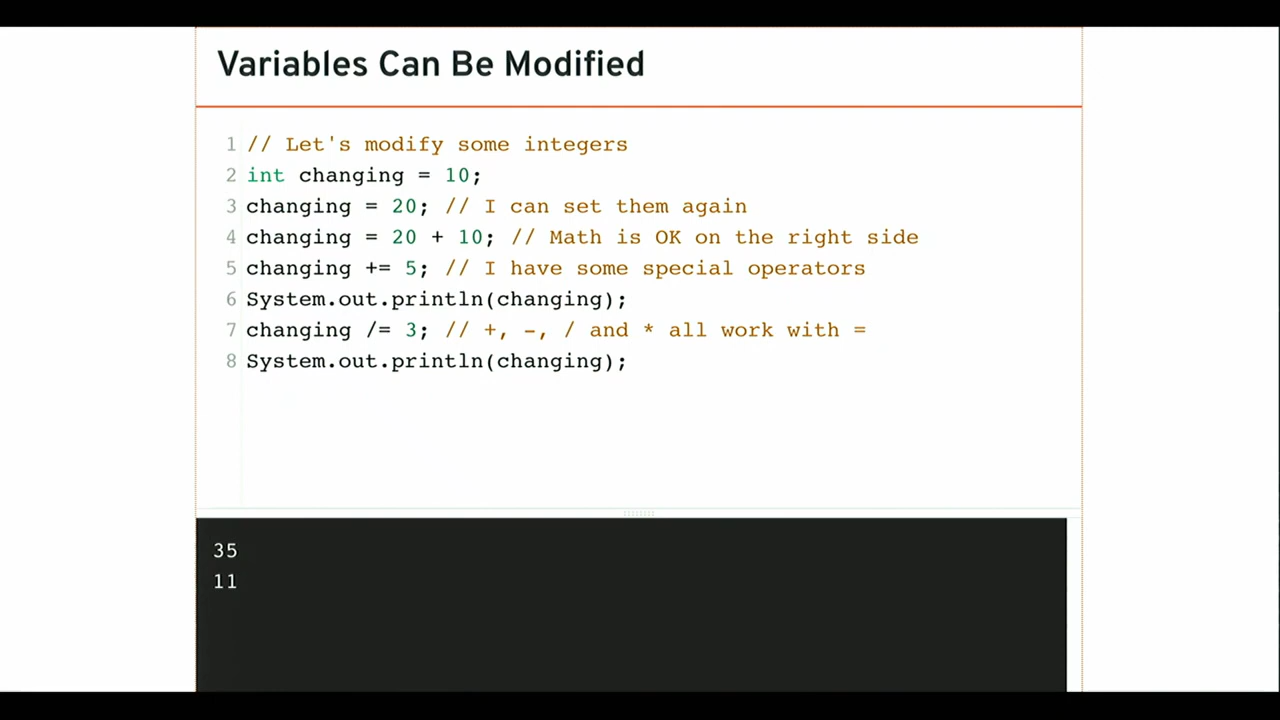 Variables Can Be Modified
1 // Let's modify some integers
2 int changing = 10;
3 changing = 20; // I can set them again
4 changing = 20 + 10; // Math is OK on the right side
5 changing += 5; // I have some special operators
6 System.out.println(changing);
7 changing /= 3; // +, -, / and * all work with =
8 System.out.println(changing);
35
11